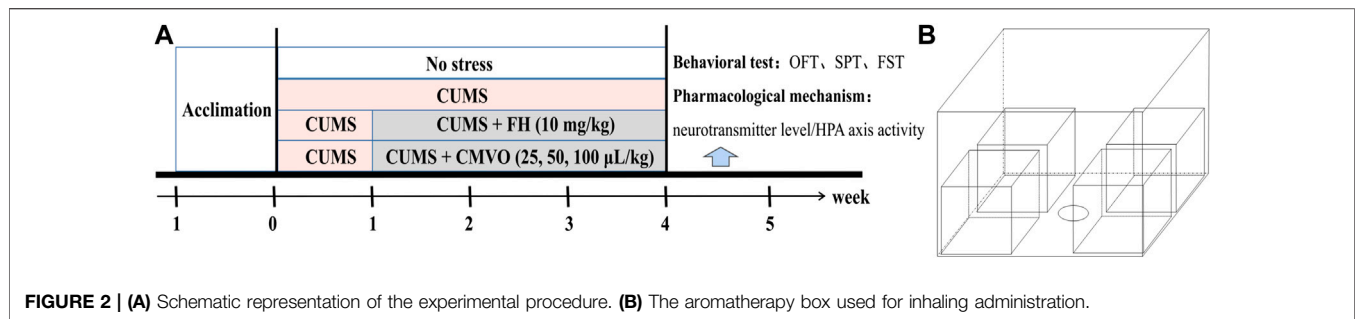 A
B
No stress
Behavioral test：OFT、SPT、FST
CUMS
Pharmacological mechanism：
Acclimation
CUMS
CUMS + FH (10 mg/kg)
neurotransmitter level/HPA axis activity
CUMS
CUMS + CMVO (25, 50, 100 μL/kg)
week
1 0 1 2 3 4 5
FIGURE 2 | (A) Schematic representation of the experimental procedure. (B) The aromatherapy box used for inhaling administration.